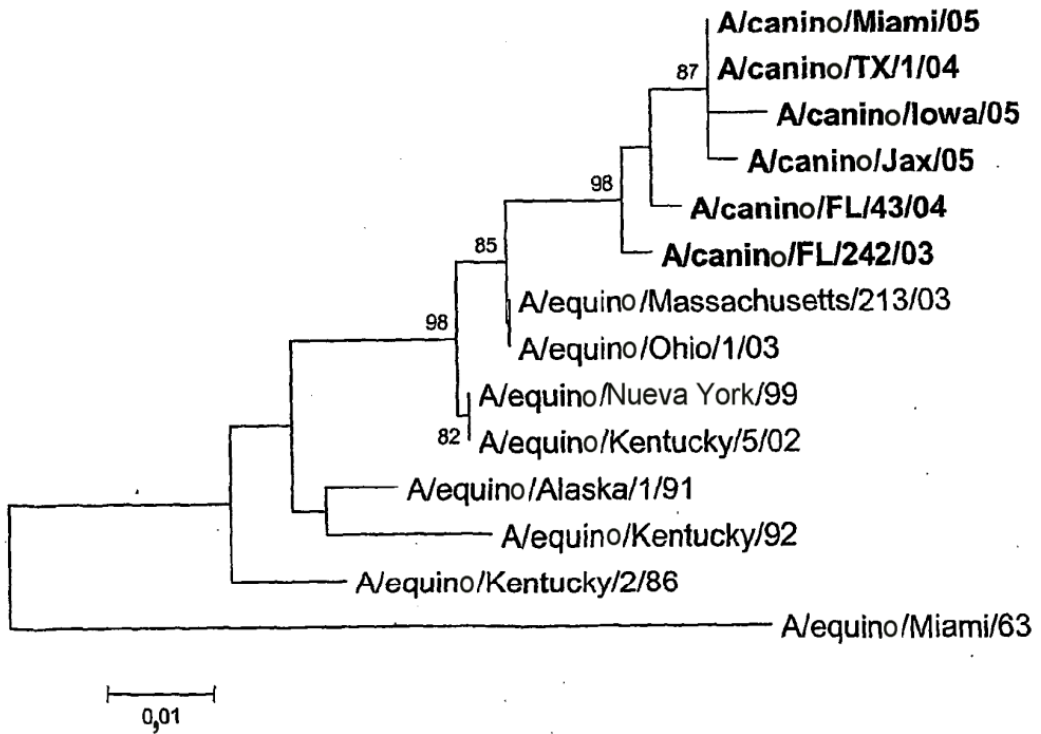 A/canino/Miami/05
87
A/canino/TX/1/04
A/canino/Iowa/05
A/canino/Jax/05
98
A/canino/FL/43/04
85
A/canino/FL/242/03
A/equino/Massachusetts/213/03
98
A/equino/Ohio/1/03
A/equino/Nueva York/99
82
A/equino/Kentucky/5/02
A/equino/Alaska/1/91
A/equino/Kentucky/92
A/equino/Kentucky/2/86
A/equino/Miami/63
0,01